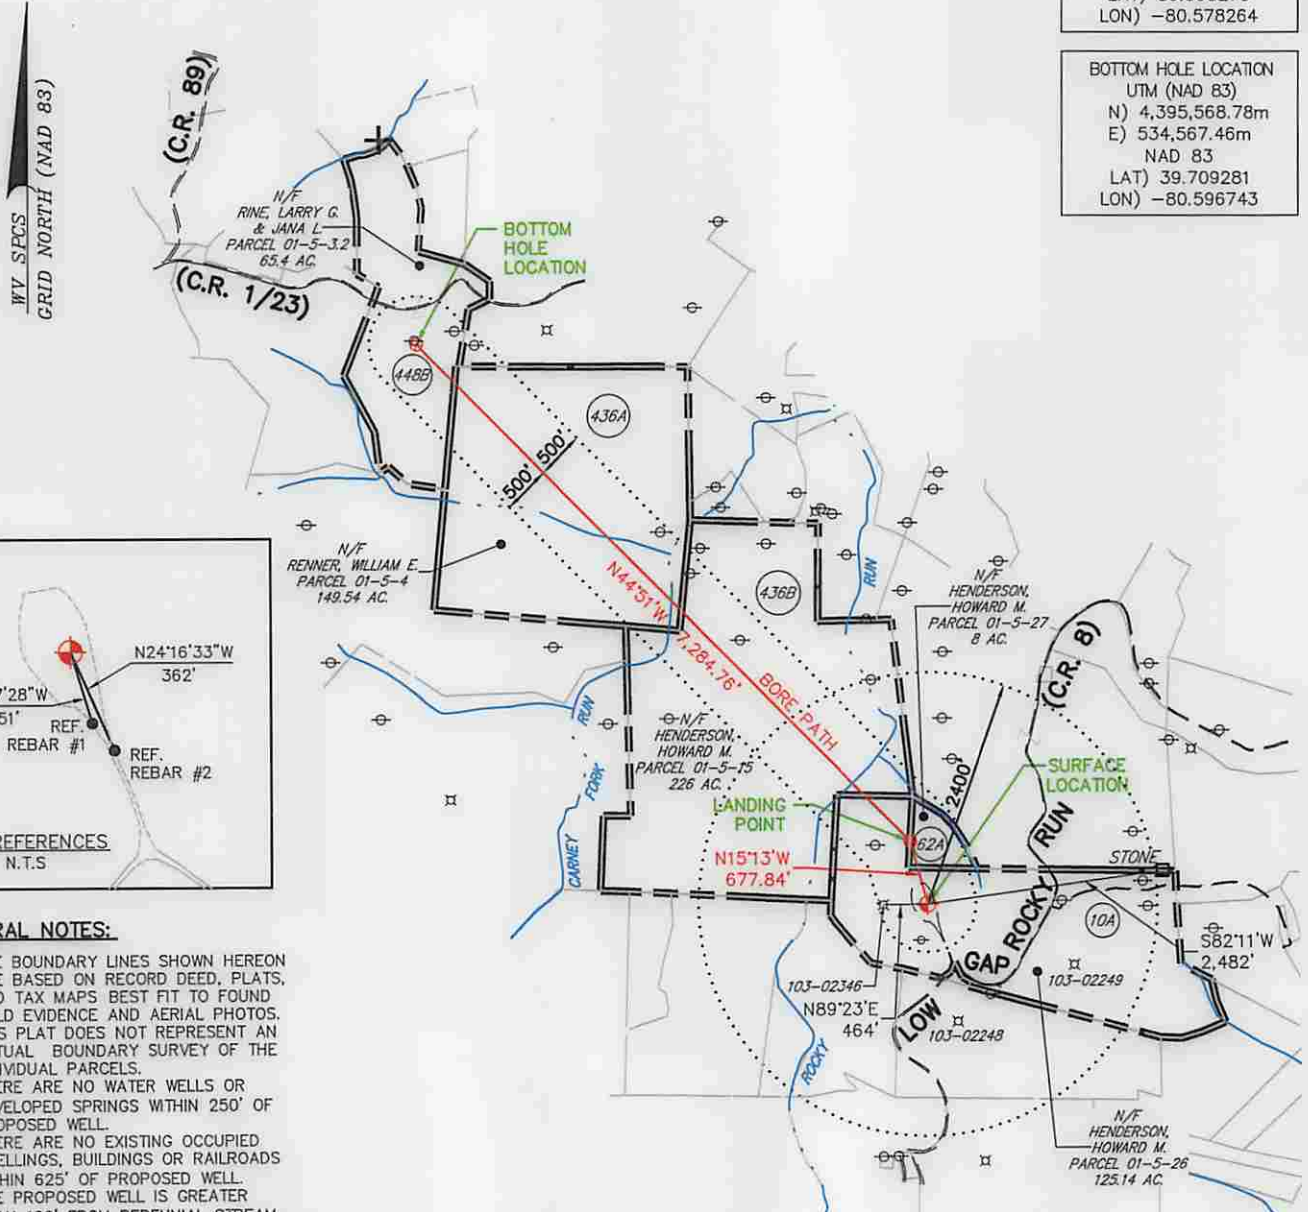 LON) -80.578264
BOTTOM HOLE LOCATION
UTM (NAD 83)
N) 4,395,568.78m
E) 534,567.46m
NAD 83
LAT) 39.709281
LON) -80.596743
WV SPCS
GRID NORTH (NAD 83)
(C.R. 89)
N/F
RINE, LARRY G.
& JANA L.
PARCEL 01-5-3.2
65.4 AC.
(C.R. 1/23)
BOTTOM
HOLE
LOCATION
448B
436A
500' 500'
N/F
RENNER, WILLIAM E.
PARCEL 01-5-4
149.54 AC.
N44°51'W 7,284.76'
BORE PATH
436B
RUN
N/F
HENDERSON,
HOWARD M.
PARCEL 01-5-27
8 AC.
(C.R. 8)
N24°16'33"W
362'
7'28"W
51'
REF.
REBAR #1
REF.
REBAR #2
REFERENCES
N.T.S
RUN
CARNEY FORK
N/F
HENDERSON,
HOWARD M.
PARCEL 01-5-15
226 AC.
LANDING
POINT
N15°13'W
677.84'
2400'
62A
SURFACE
LOCATION
STONE
LOW GAP ROCKY RUN
10A
S82°11'W
2,482'
103-02346
N89°23'E
464'
103-02249
103-02248
ROCKY
N/F
HENDERSON,
HOWARD M.
PARCEL 01-5-26
125.14 AC.
RAL NOTES:
E BOUNDARY LINES SHOWN HEREON
E BASED ON RECORD DEED, PLATS,
D TAX MAPS BEST FIT TO FOUND
LD EVIDENCE AND AERIAL PHOTOS.
S PLAT DOES NOT REPRESENT AN
TUAL BOUNDARY SURVEY OF THE
IVIDUAL PARCELS.
ERE ARE NO WATER WELLS OR
VELOPED SPRINGS WITHIN 250' OF
OPOSED WELL.
ERE ARE NO EXISTING OCCUPIED
ELLINGS, BUILDINGS OR RAILROADS
HIN 625' OF PROPOSED WELL.
E PROPOSED WELL IS GREATER